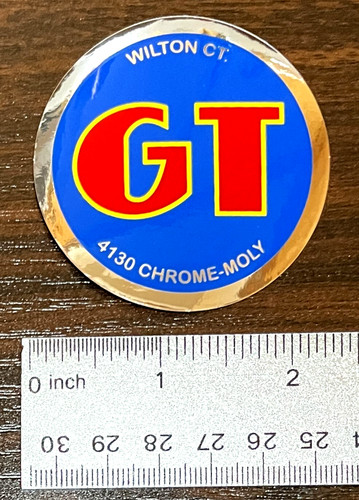 WILTON CT.
GT
4130 CHROME-MOLY
0 inch 1 2
30 29 28 27 26 25